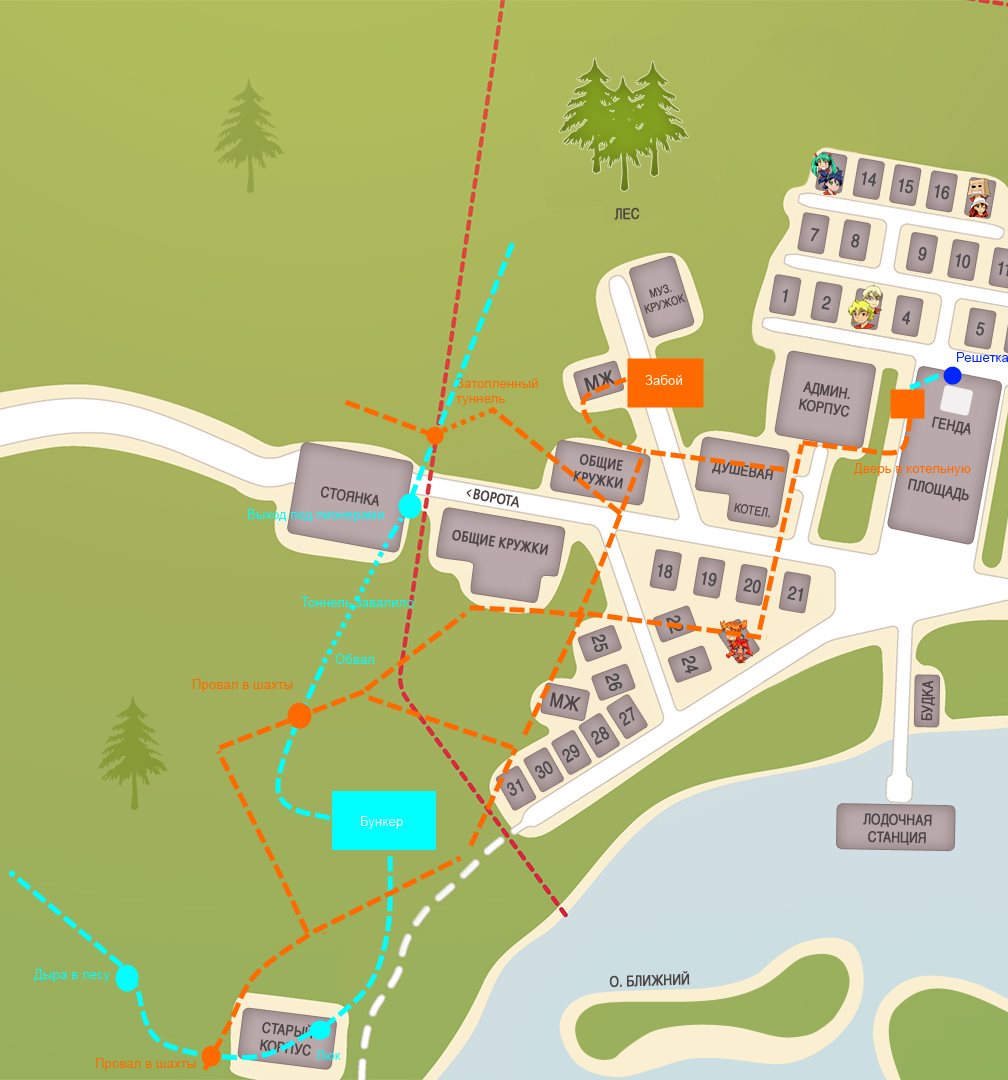 ЛЕС
14
15
16
7
8
9
10
11
МУЗ.
КРУЖОК
1
2
4
5
Решетка
МЖ
Забой
Затопленный
туннель
АДМИН.
КОРПУС
ГЕНДА
ОБЩИЕ
КРУЖКИ
ДУШЕВАЯ
Дверь в котельную
СТОЯНКА
<ВОРОТА
ПЛОЩАДЬ
КОТЕЛ.
Выход под пионерами
ОБЩИЕ КРУЖКИ
18
19
20
21
Тоннель завалило
22
25
24
Обвал
26
Провал в шахты
МЖ
27
БУДКА
28
29
30
31
Бункер
ЛОДОЧНАЯ
СТАНЦИЯ
Дыра в лесу
О. БЛИЖНИЙ
СТАРЫЙ
КОРПУС
Люк
Провал в шахты